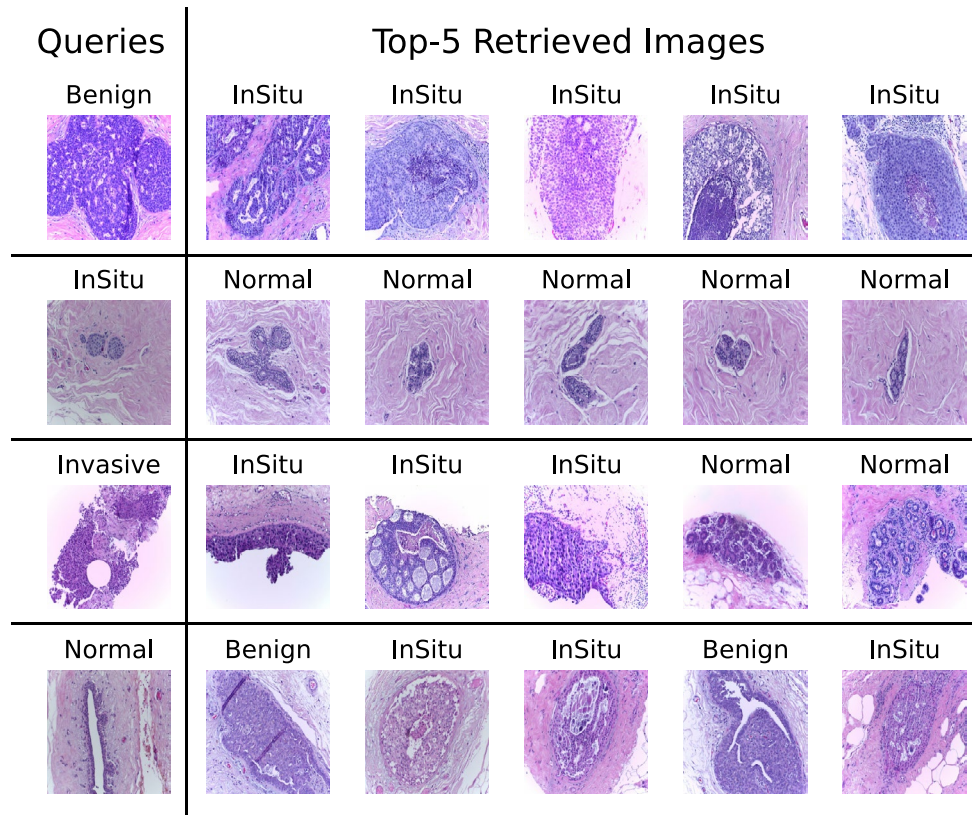 Queries Top-5 Retrieved Images
Benign InSitu InSitu InSitu InSitu InSitu
InSitu Normal Normal Normal Normal Normal
Invasive InSitu InSitu InSitu Normal Normal
Normal Benign InSitu InSitu Benign InSitu